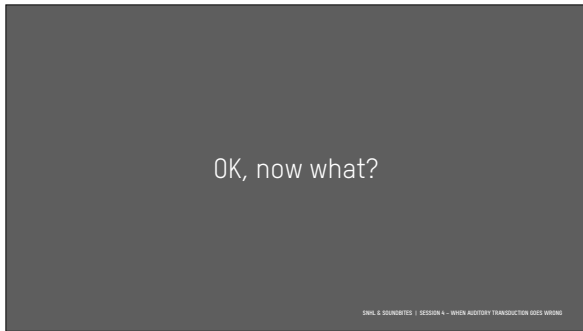 OK, now what?
SNHL & SOUNDBITES | SESSION 4 – WHEN AUDITORY TRANSDUCTION GOES WRONG